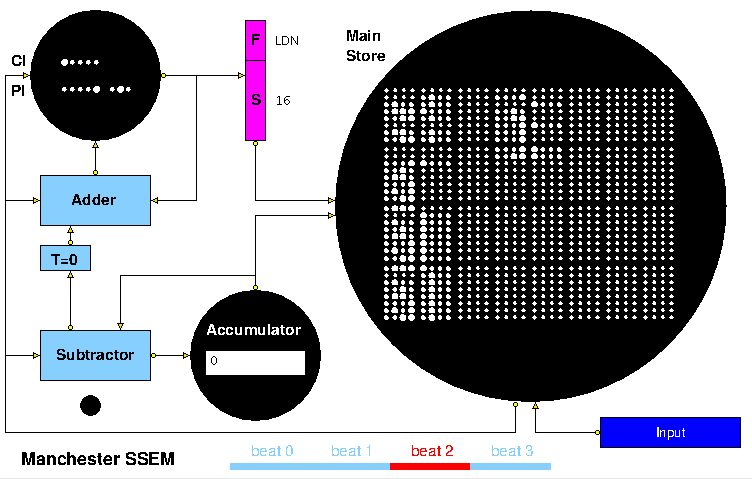 CI
PI
F LDN
S 16
Main
Store
Adder
T=0
Subtractor
Accumulator
0
Input
beat 0 beat 1 beat 2 beat 3
Manchester SSEM